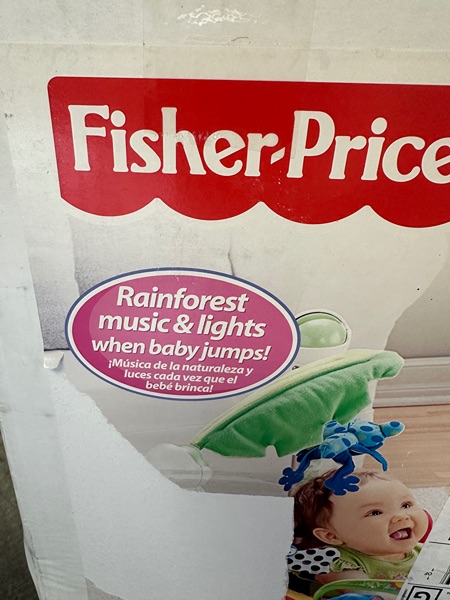 Fisher-Price
Rainforest
music & lights
when baby jumps!
¡Música de la naturaleza y
luces cada vez que el
bebé brinca!